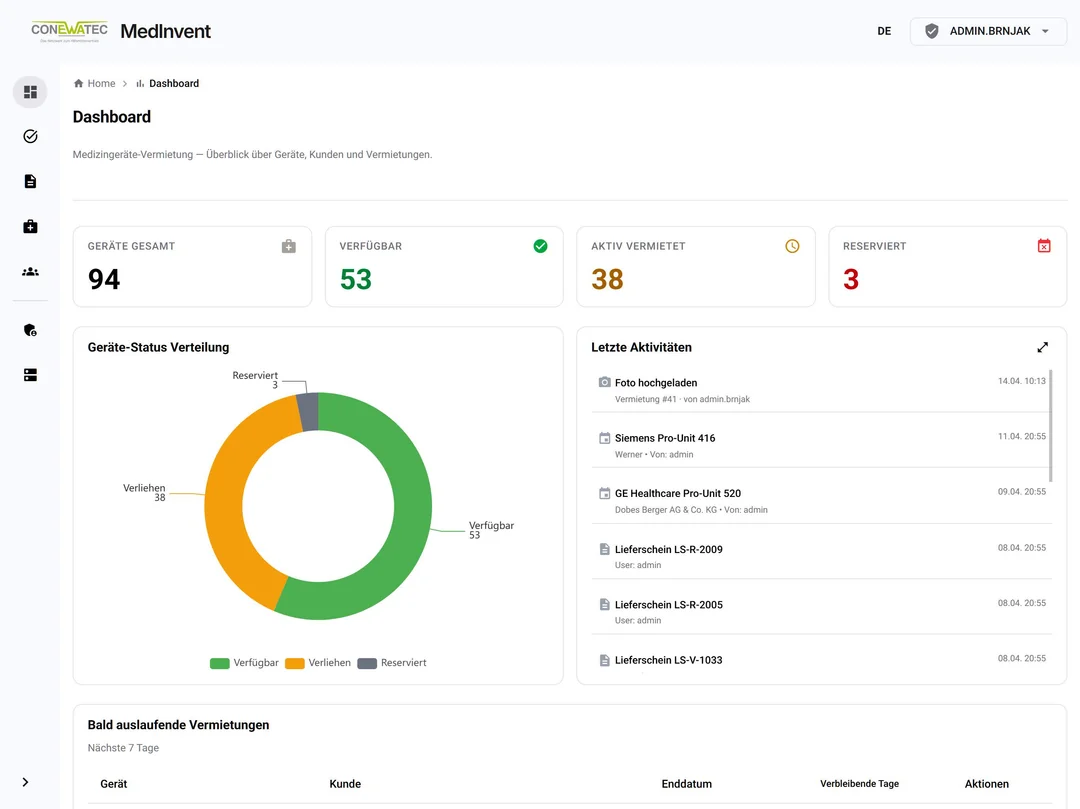 CONEWATEC
MedInvent
DE
ADMIN.BRNJAK
Home
Dashboard
Dashboard
Medizingeräte-Vermietung — Überblick über Geräte, Kunden und Vermietungen.
GERÄTE GESAMT
94
VERFÜGBAR
53
AKTIV VERMIETET
38
RESERVIERT
3
Geräte-Status Verteilung
Reserviert
3
Verliehen
38
Verfügbar
53
Verfügbar
Verliehen
Reserviert
Letzte Aktivitäten
Foto hochgeladen
14.04. 10:13
Vermietung #41 · von admin.brnjak
Siemens Pro-Unit 416
11.04. 20:55
Werner • Von: admin
GE Healthcare Pro-Unit 520
09.04. 20:55
Dobes Berger AG & Co. KG • Von: admin
Lieferschein LS-R-2009
08.04. 20:55
User: admin
Lieferschein LS-R-2005
08.04. 20:55
User: admin
Lieferschein LS-V-1033
08.04. 20:55
Bald auslaufende Vermietungen
Nächste 7 Tage
Gerät Kunde Enddatum Verbleibende Tage Aktionen